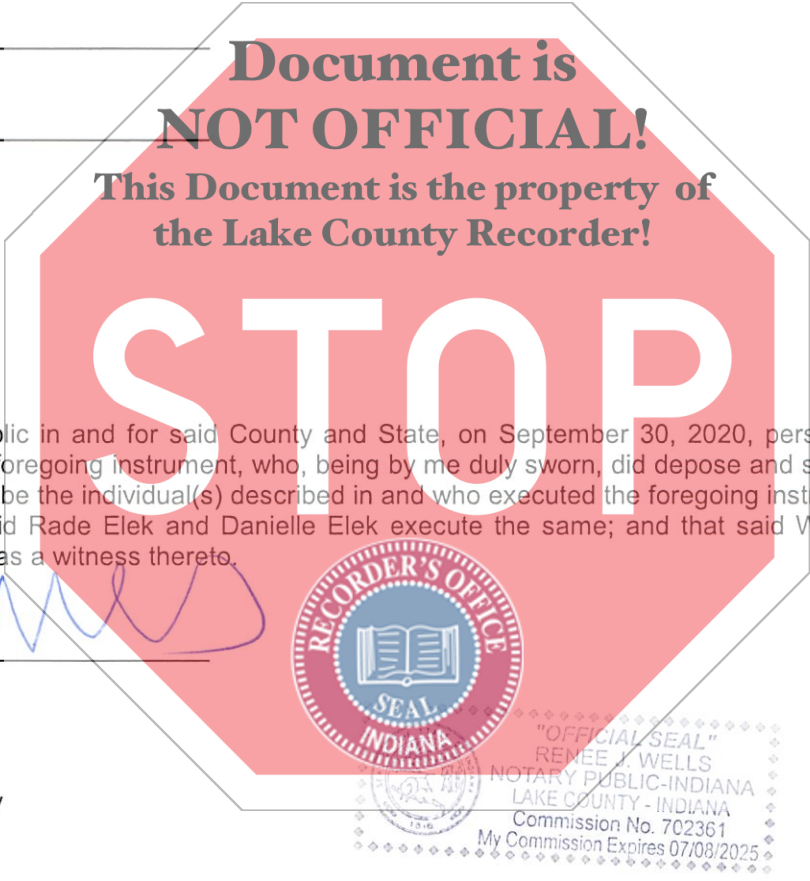 Document is
NOT OFFICIAL!
This Document is the property of
the Lake County Recorder!
STOP
lic in and for said County and State, on September 30, 2020, pers
oregoing instrument, who, being by me duly sworn, did depose and s
be the individual(s) described in and who executed the foregoing inst
id Rade Elek and Danielle Elek execute the same; and that said W
as a witness thereto.
RECORDER'S OFFICE
SEAL
INDIANA
"OFFICIAL SEAL"
RENEE J. WELLS
NOTARY PUBLIC-INDIANA
LAKE COUNTY - INDIANA
Commission No. 702361
My Commission Expires 07/08/2025